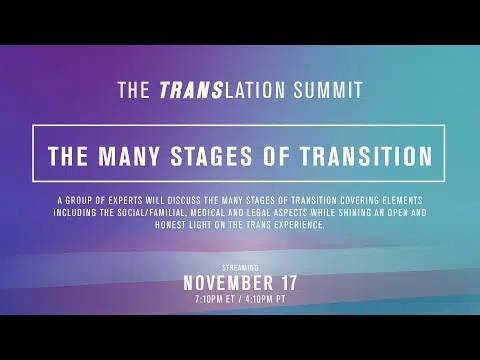 THE TRANSLATION SUMMIT
THE MANY STAGES OF TRANSITION
A GROUP OF EXPERTS WILL DISCUSS THE MANY STAGES OF TRANSITION COVERING ELEMENTS
INCLUDING THE SOCIAL/FAMILIAL, MEDICAL AND LEGAL ASPECTS WHILE SHINING AN OPEN AND
HONEST LIGHT ON THE TRANS EXPERIENCE.
STREAMING
NOVEMBER 17
7:10PM ET / 4:10PM PT